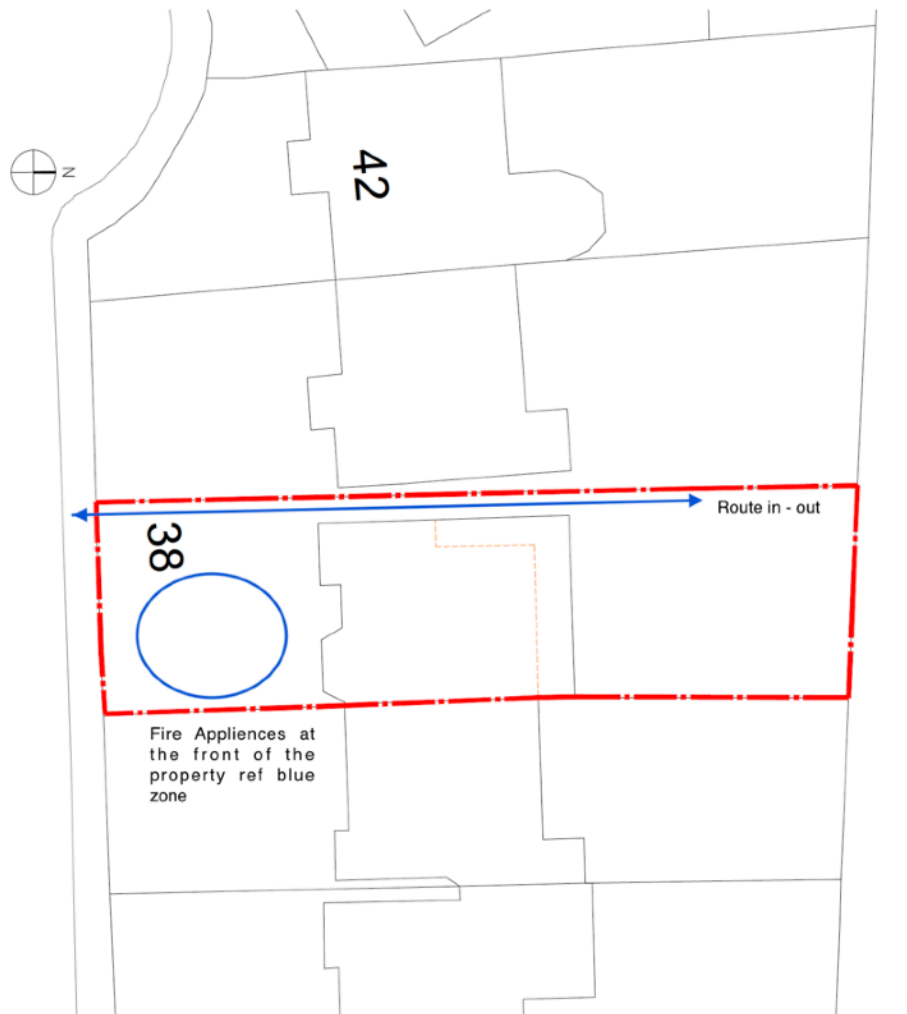 42
N
Route in - out
38
Fire Appliences at
the front of the
property ref blue
zone